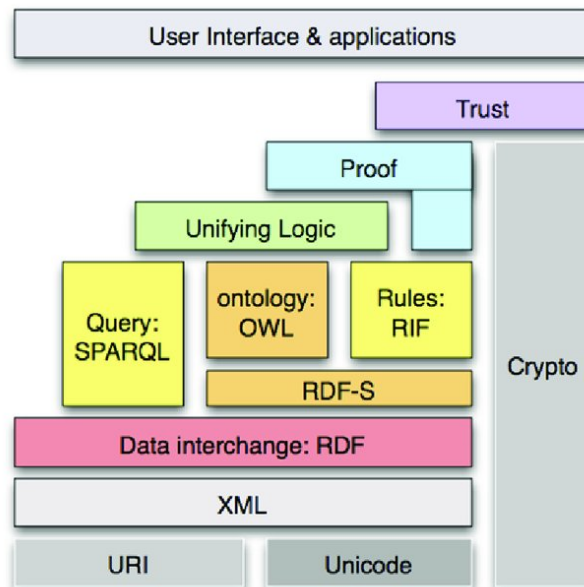 User Interface & applications
Trust
Proof
Unifying Logic
Query:
SPARQL
ontology:
OWL
Rules:
RIF
Crypto
RDF-S
Data interchange: RDF
XML
URI
Unicode